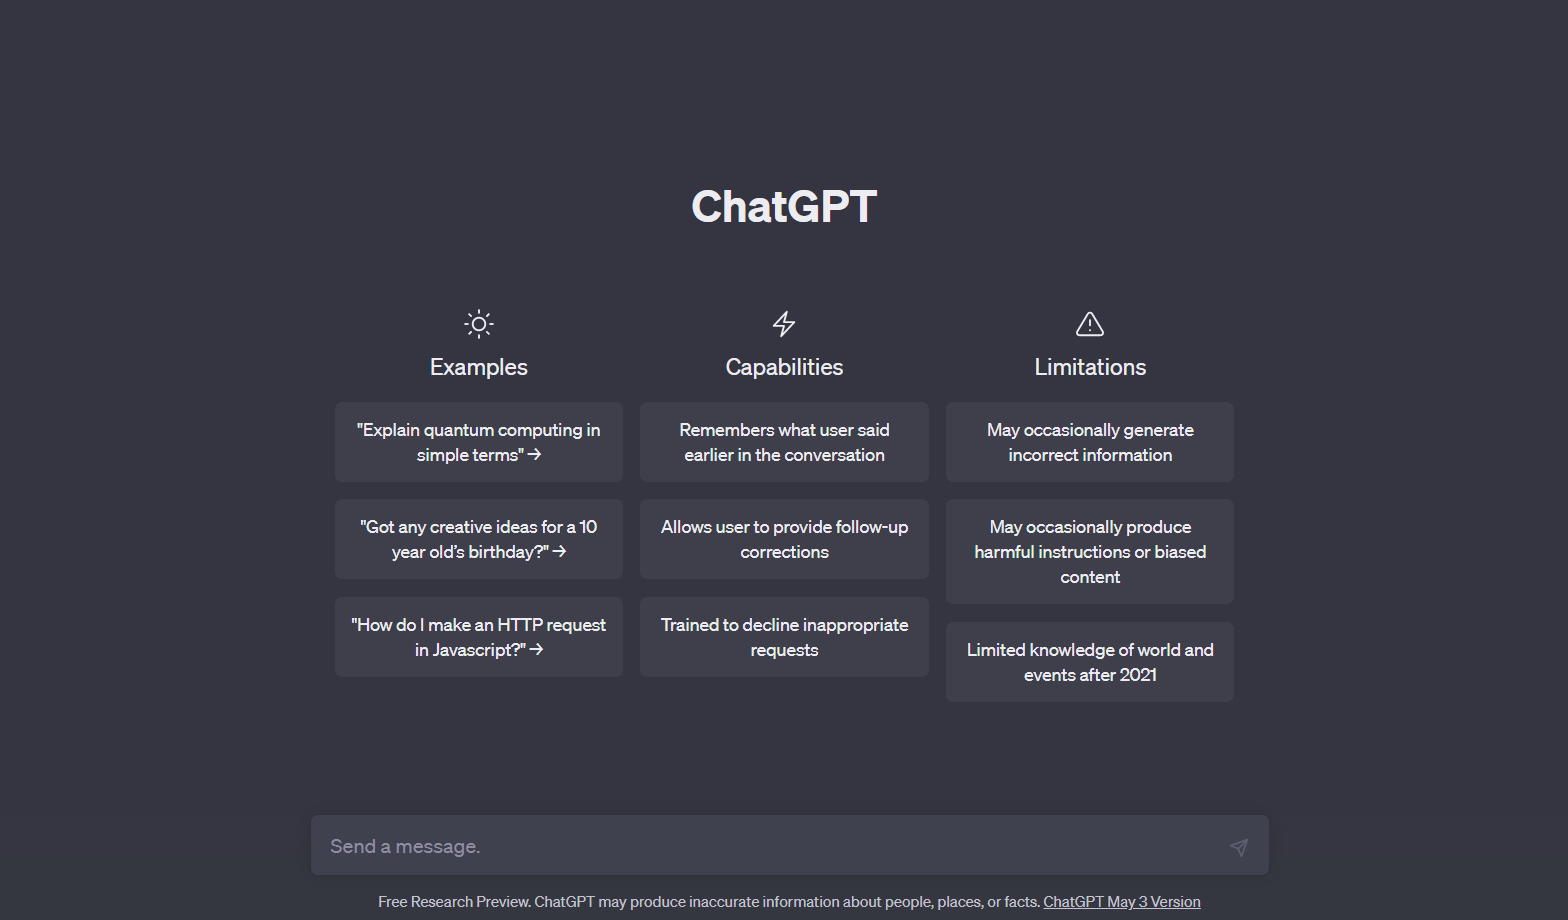 ChatGPT
Examples
"Explain quantum computing in
simple terms" →
"Got any creative ideas for a 10
year old’s birthday?" →
"How do I make an HTTP request
in Javascript?" →
Capabilities
Remembers what user said
earlier in the conversation
Allows user to provide follow-up
corrections
Trained to decline inappropriate
requests
Limitations
May occasionally generate
incorrect information
May occasionally produce
harmful instructions or biased
content
Limited knowledge of world and
events after 2021
Send a message.
Free Research Preview. ChatGPT may produce inaccurate information about people, places, or facts. ChatGPT May 3 Version